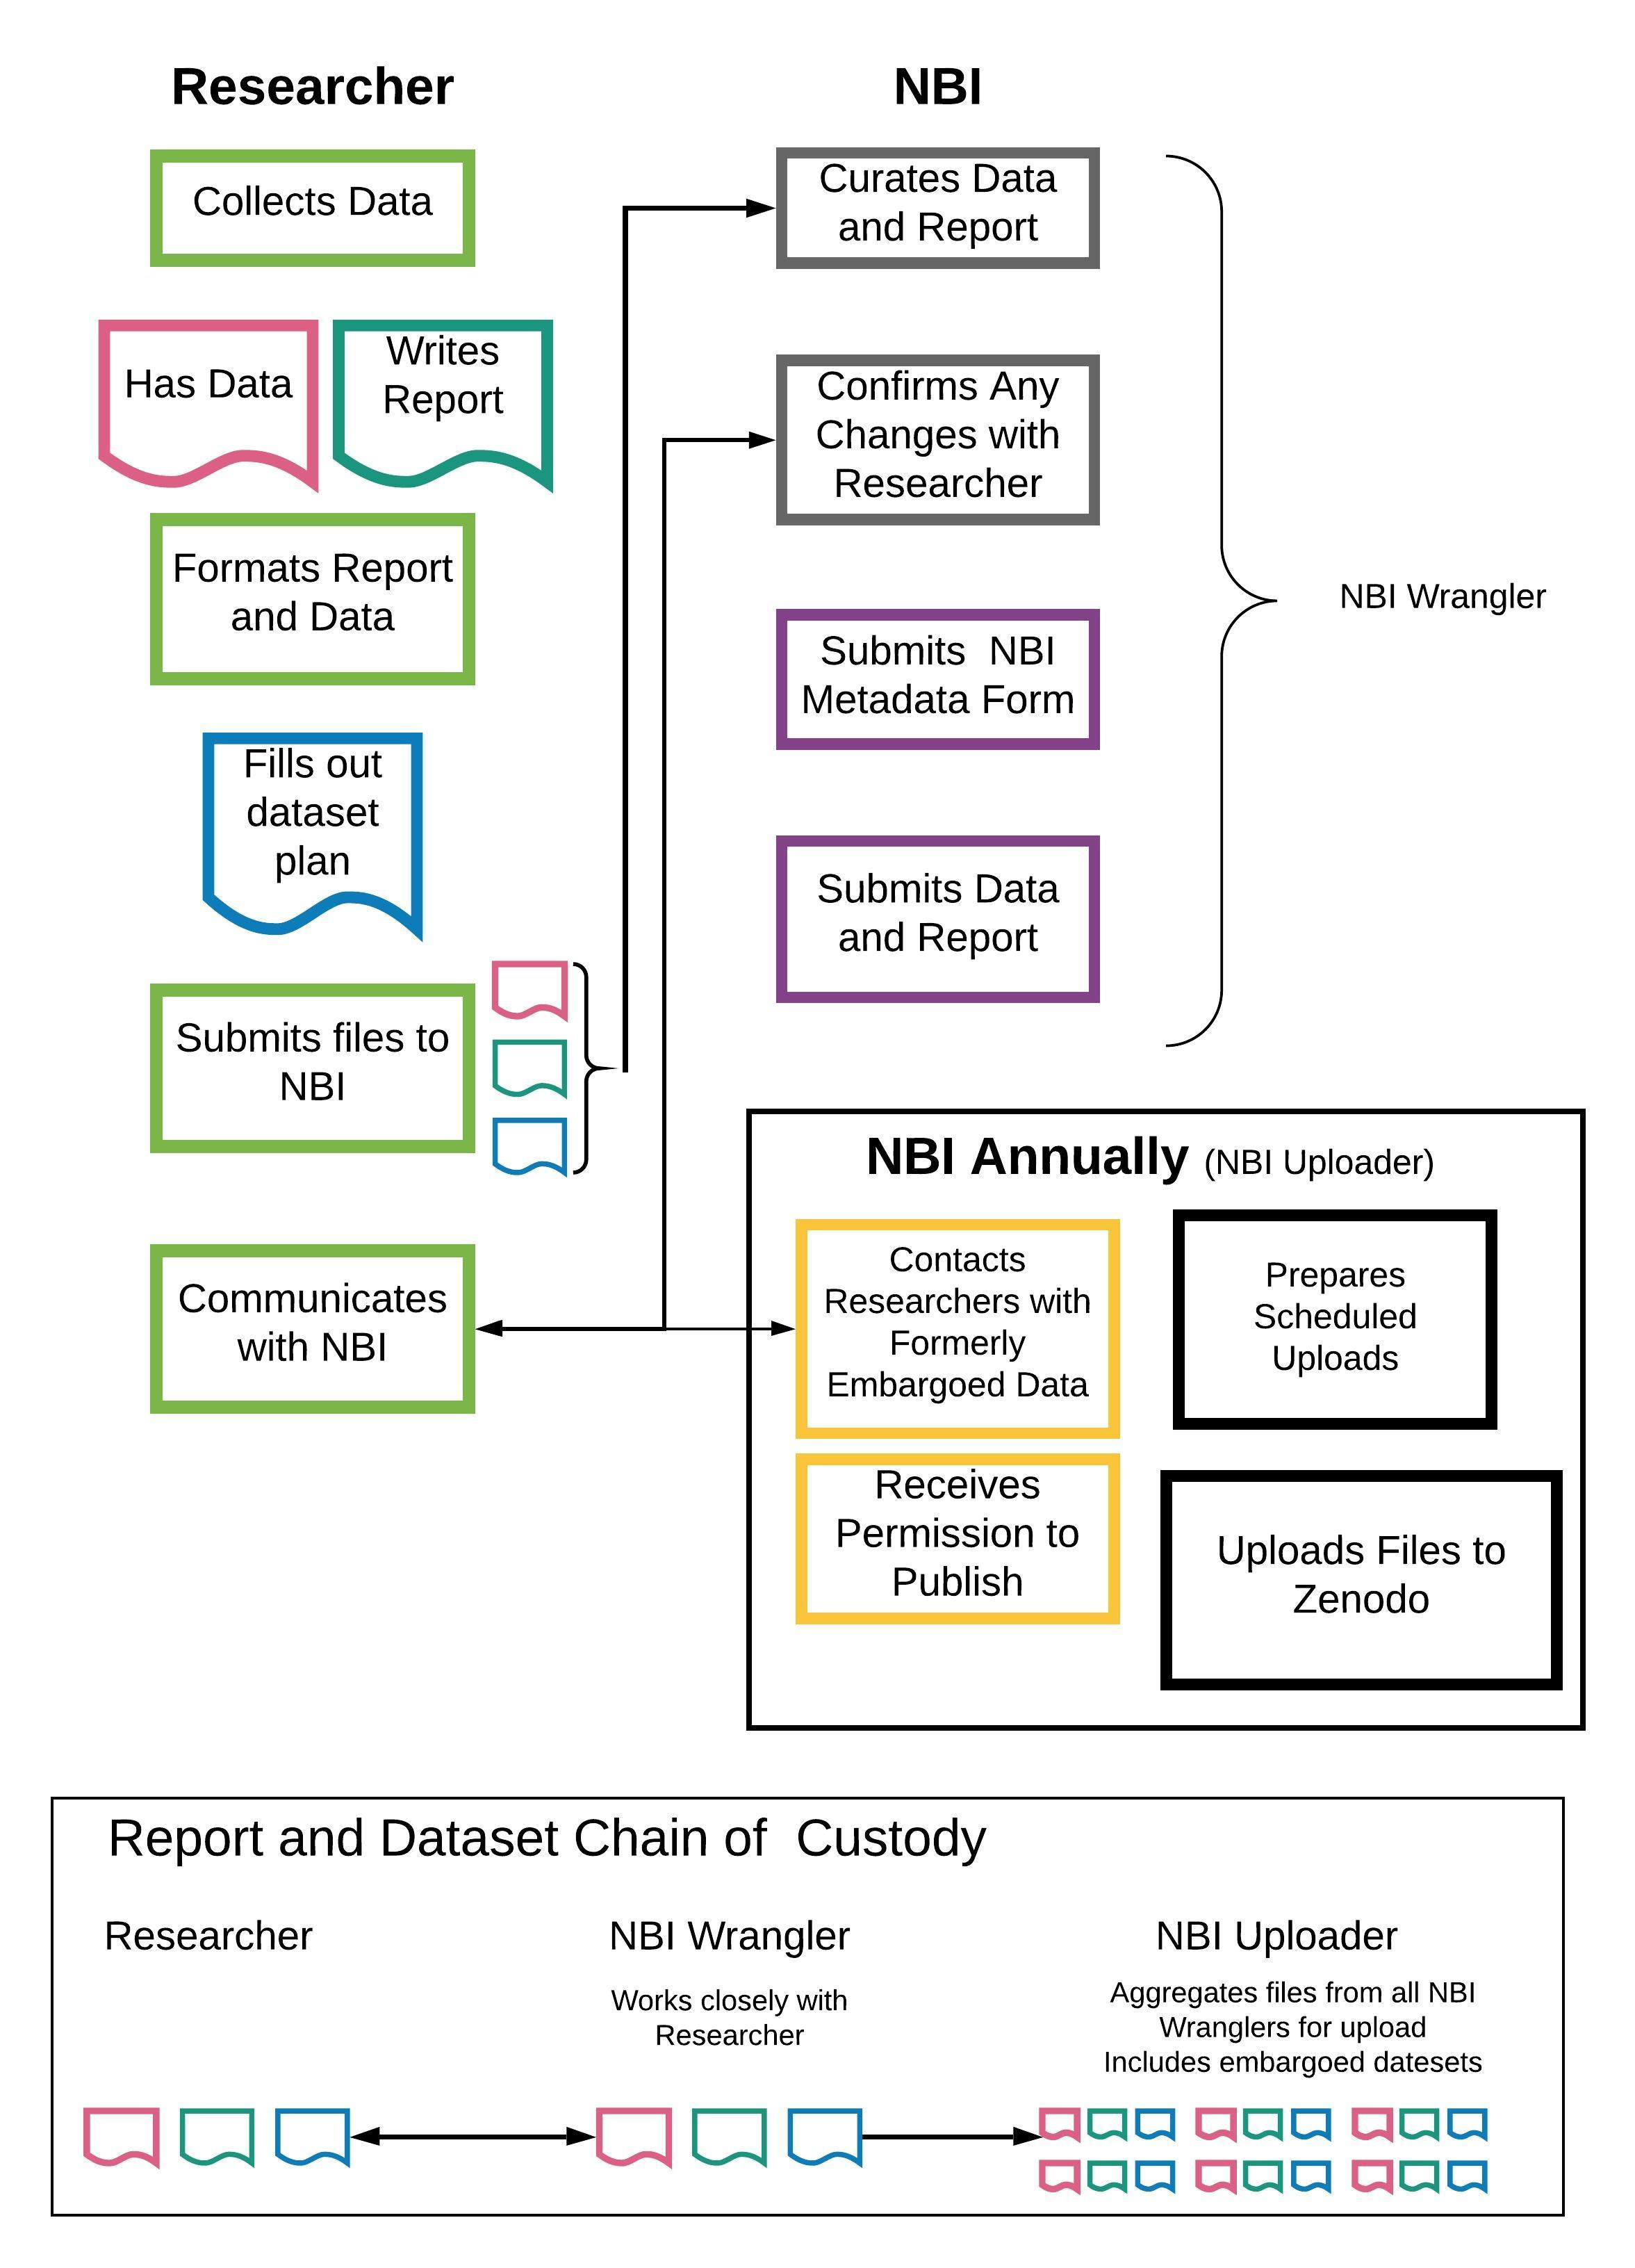 Researcher
Collects Data
Has Data
Writes
Report
Formats Report
and Data
Fills out
dataset
plan
Submits files to
NBI
Communicates
with NBI
NBI
Curates Data
and Report
Confirms Any
Changes with
Researcher
Submits  NBI
Metadata Form
Submits Data
and Report
NBI Wrangler
NBI Annually (NBI Uploader)
Contacts
Researchers with
Formerly
Embargoed Data
Receives
Permission to
Publish
Prepares
Scheduled
Uploads
Uploads Files to
Zenodo
Report and Dataset Chain of  Custody
Researcher
NBI Wrangler
Works closely with
Researcher
NBI Uploader
Aggregates files from all NBI
Wranglers for upload
Includes embargoed datesets